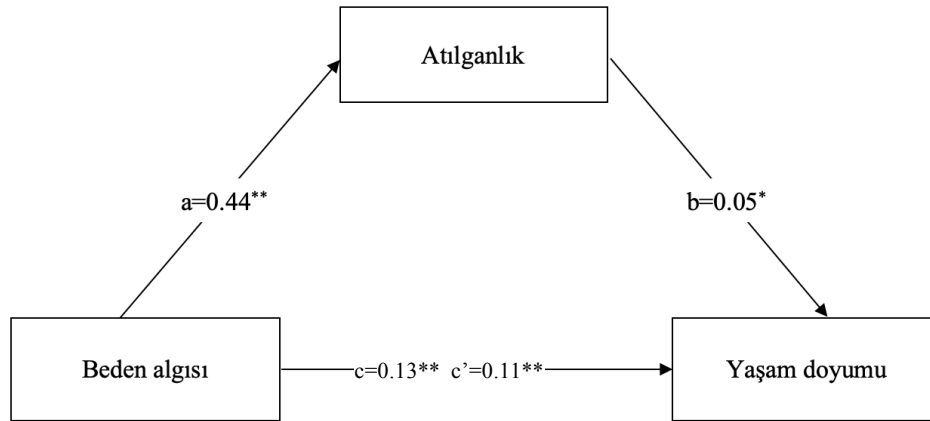 Atılganlık
a=0.44**
b=0.05*
Beden algısı
c=0.13** c’=0.11**
Yaşam doyumu